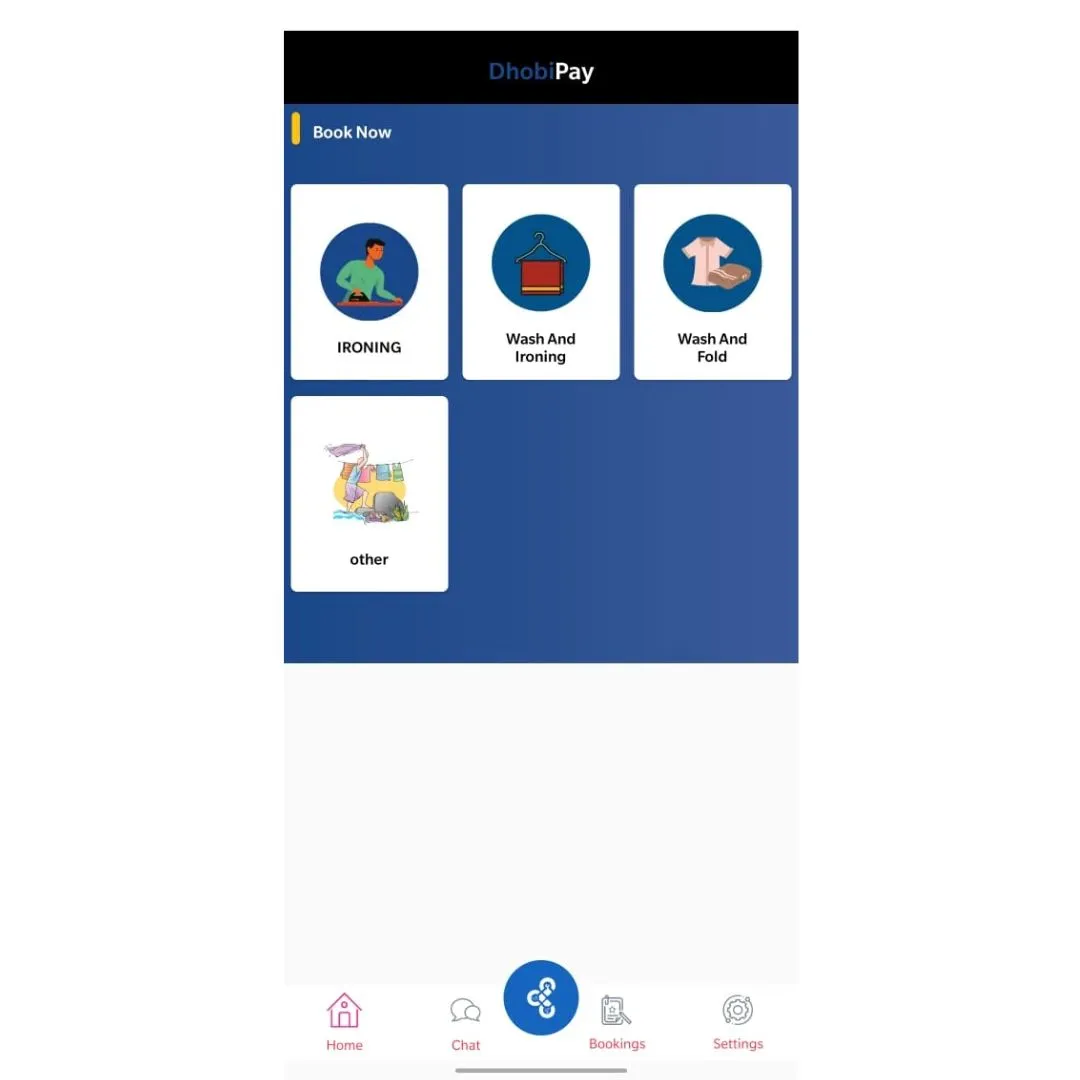 DhobiPay
Book Now
IRONING
Wash And
Ironing
Wash And
Fold
other
Home
Chat
Bookings
Settings